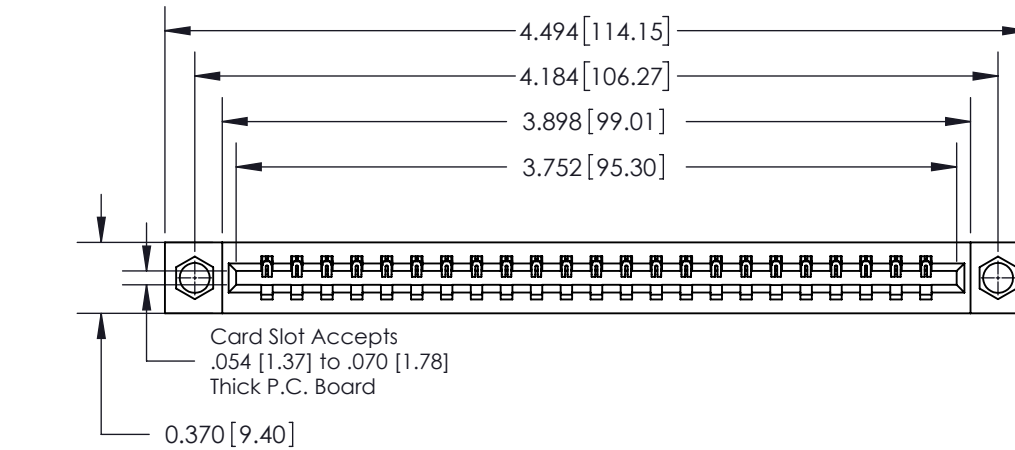 4.494 [114.15]
4.184 [106.27]
3.898 [99.01]
3.752 [95.30]
Card Slot Accepts
.054 [1.37] to .070 [1.78]
Thick P.C. Board
0.370 [9.40]